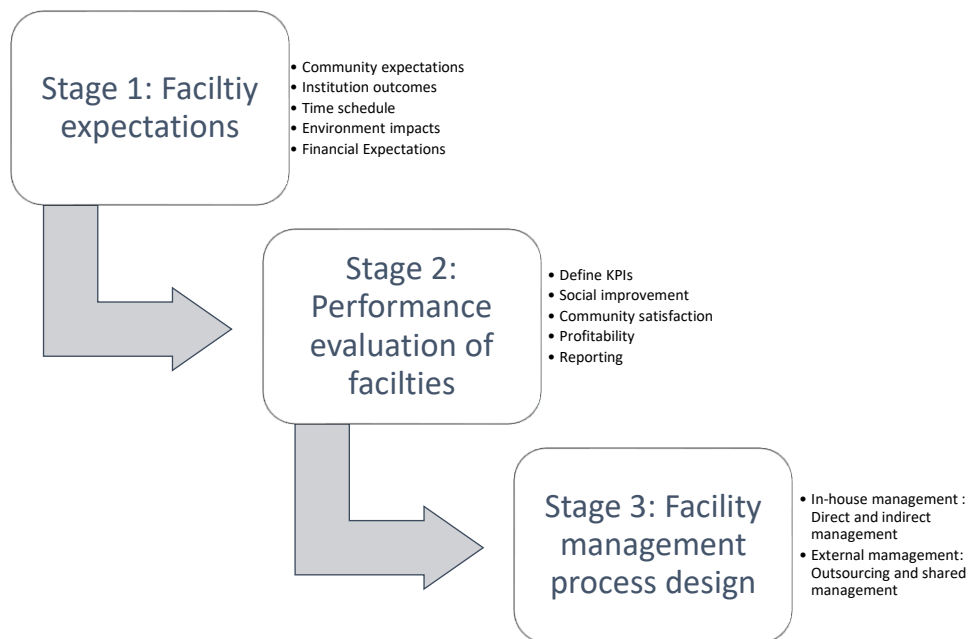 Stage 1: Faciltiy
expectations
• Community expectations
• Institution outcomes
• Time schedule
• Environment impacts
• Financial Expectations
Stage 2:
Performance
evaluation of
facilties
• Define KPIs
• Social improvement
• Community satisfaction
• Profitability
• Reporting
Stage 3: Facility
management
process design
• In-house management :
Direct and indirect
management
• External mamagement:
Outsourcing and shared
management